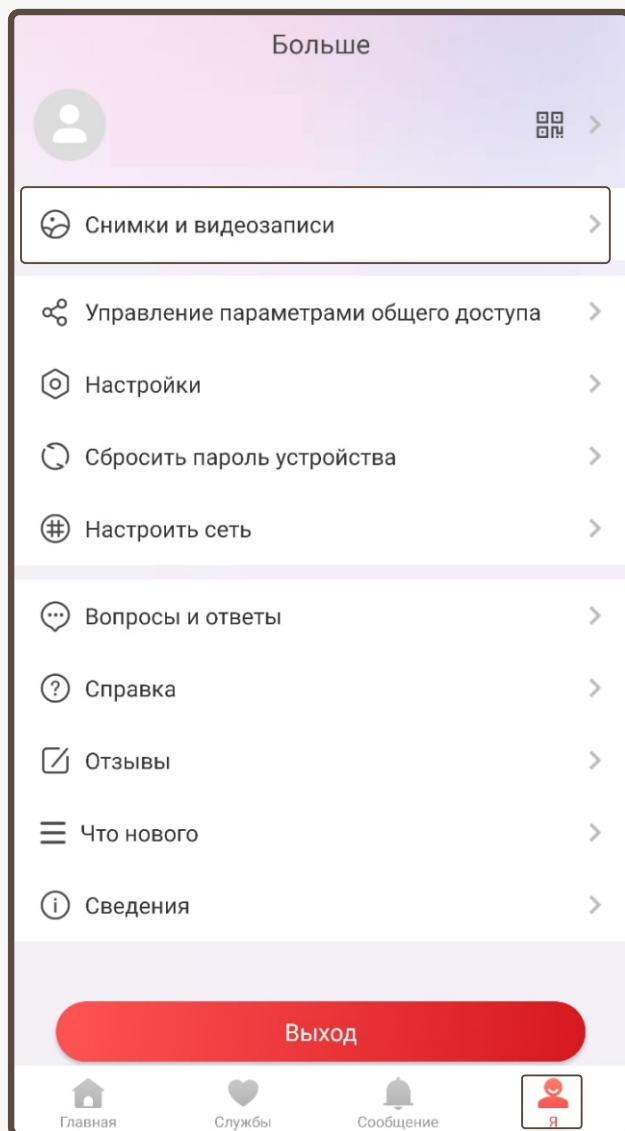 Больше
Снимки и видеозаписи
Управление параметрами общего доступа
Настройки
Сбросить пароль устройства
Настроить сеть
Вопросы и ответы
Справка
Отзывы
Что нового
Сведения
Выход
Главная
Службы
Сообщение
Я